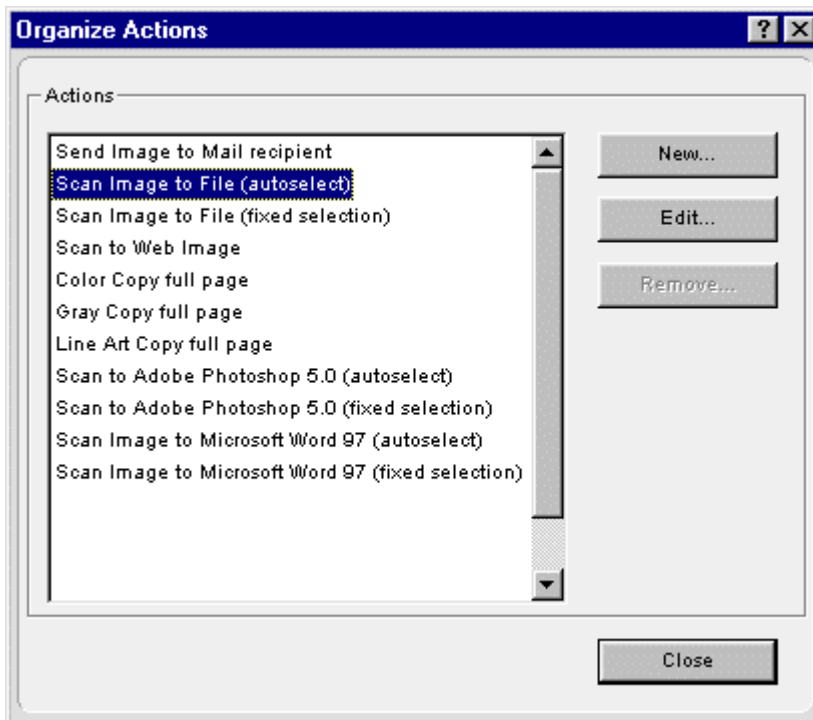 Organize Actions
Actions
Send Image to Mail recipient
Scan Image to File (autoselect)
Scan Image to File (fixed selection)
Scan to Web Image
Color Copy full page
Gray Copy full page
Line Art Copy full page
Scan to Adobe Photoshop 5.0 (autoselect)
Scan to Adobe Photoshop 5.0 (fixed selection)
Scan Image to Microsoft Word 97 (autoselect)
Scan Image to Microsoft Word 97 (fixed selection)
New...
Edit...
Remove...
Close